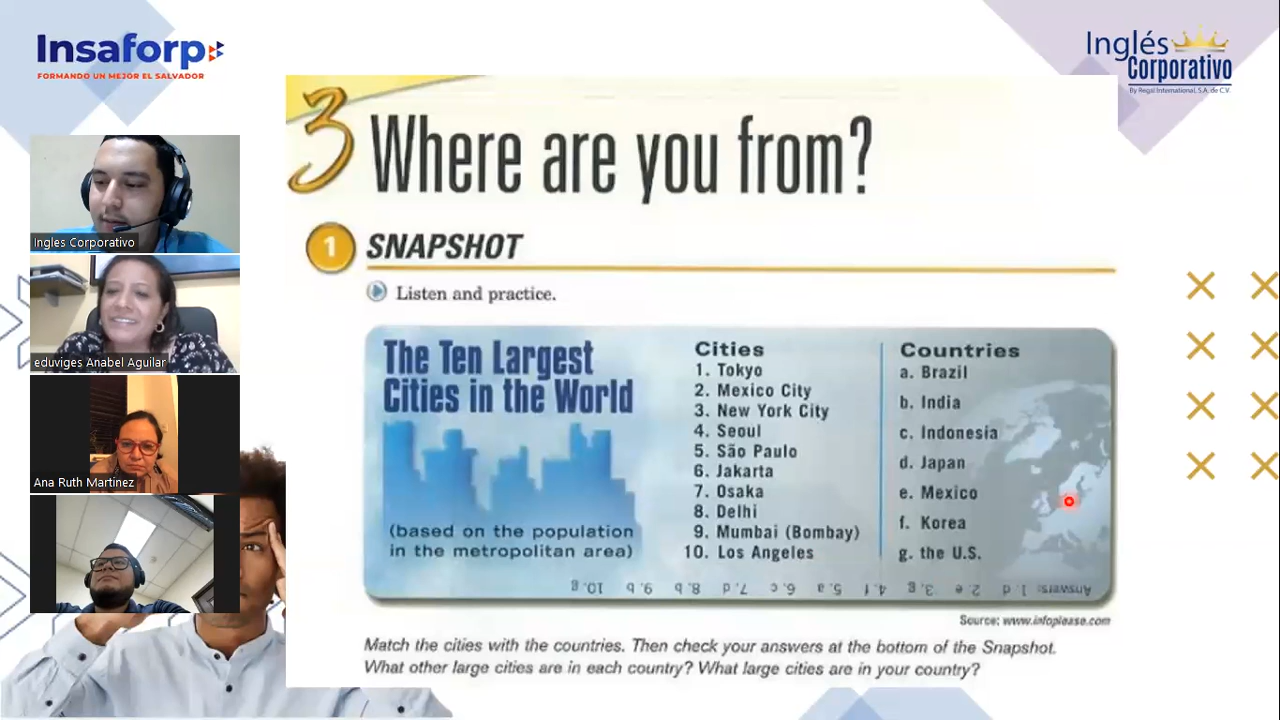 Insaforp
FORMANDO UN MEJOR EL SALVADOR
Inglés
Corporativo
By Regal International, S.A. de C.V.
Ingles Corporativo
eduviges Anabel Aguilar
Ana Ruth Martinez
3 Where are you from?
1 SNAPSHOT
Listen and practice.
The Ten Largest
Cities in the World
(based on the population
in the metropolitan area)
Cities
1. Tokyo
2. Mexico City
3. New York City
4. Seoul
5. São Paulo
6. Jakarta
7. Osaka
8. Delhi
9. Mumbai (Bombay)
10. Los Angeles
Countries
a. Brazil
b. India
c. Indonesia
d. Japan
e. Mexico
f. Korea
g. the U.S.
Answers: 1. d 2. e 3. g 4. f 5. a 6. c 7. d 8. b 9. b 10. g
Source: www.infoplease.com
Match the cities with the countries. Then check your answers at the bottom of the Snapshot.
What other large cities are in each country? What large cities are in your country?